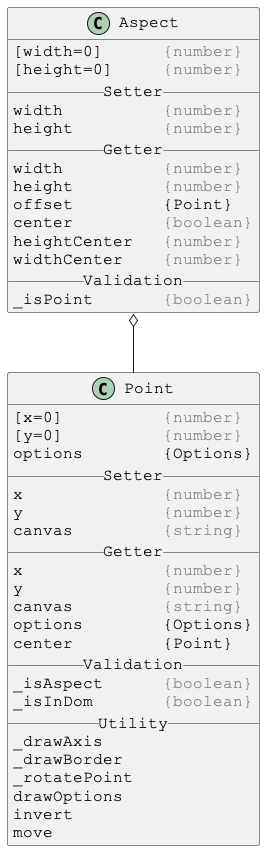 C Aspect
[width=0] {number}
[height=0] {number}
Setter
width {number}
height {number}
Getter
width {number}
height {number}
offset {Point}
center {boolean}
heightCenter {number}
widthCenter {number}
Validation
_isPoint {boolean}
C Point
[x=0] {number}
[y=0] {number}
options {Options}
Setter
x {number}
y {number}
canvas {string}
Getter
x {number}
y {number}
canvas {string}
options {Options}
center {Point}
Validation
_isAspect {boolean}
_isInDom {boolean}
Utility
_drawAxis
_drawBorder
_rotatePoint
drawOptions
invert
move